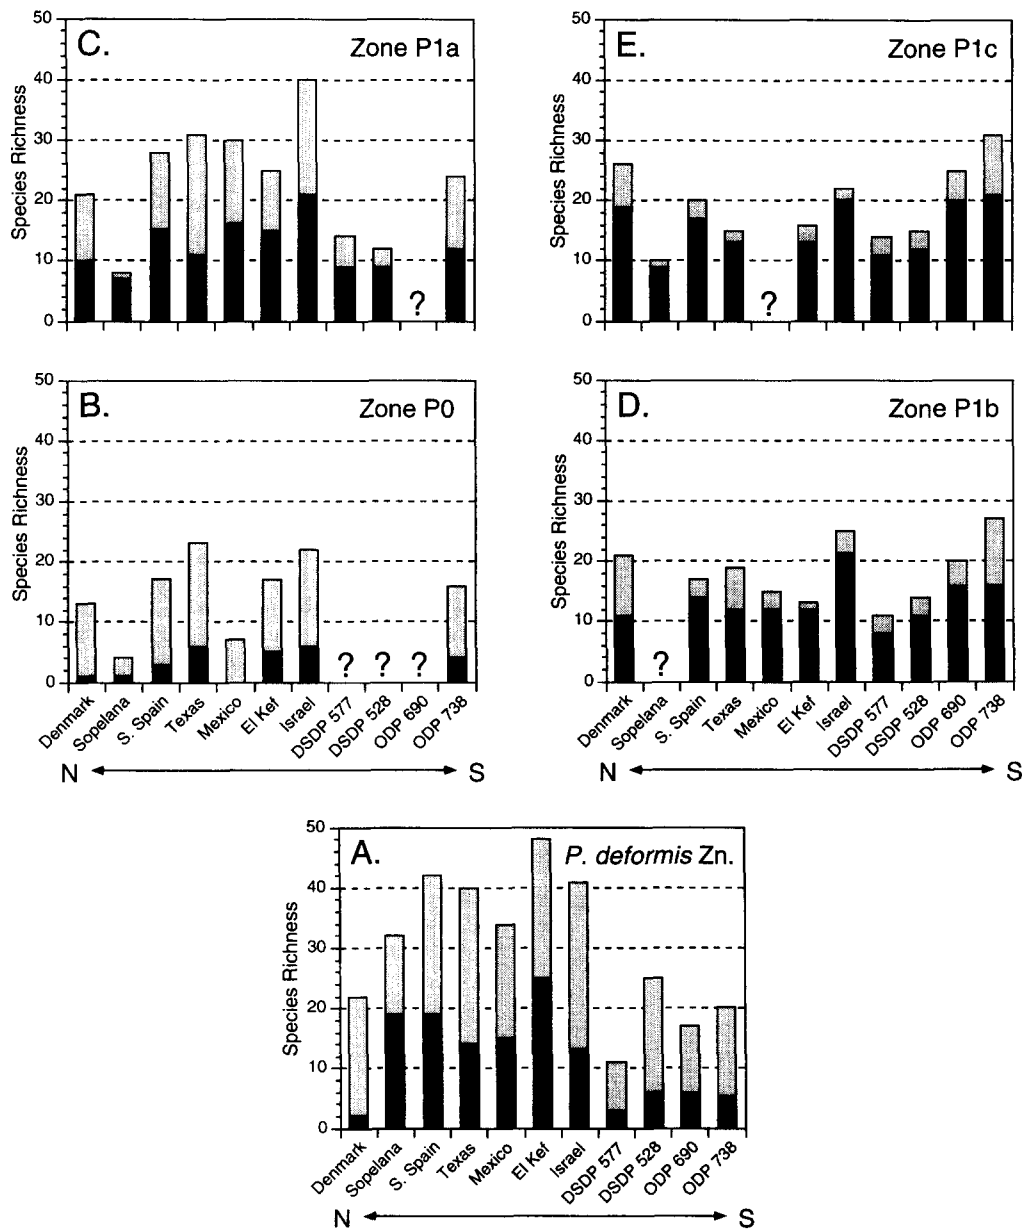 C.
Zone P1a
Species Richness
50
40
30
20
10
0
?
E.
Zone P1c
Species Richness
50
40
30
20
10
0
?
B.
Zone P0
Species Richness
50
40
30
20
10
0
? ? ?
Denmark
Sopelana
S. Spain
Texas
Mexico
El Kef
Israel
DSDP 577
DSDP 528
ODP 690
ODP 738
N S
D.
Zone P1b
Species Richness
50
40
30
20
10
0
?
Denmark
Sopelana
S. Spain
Texas
Mexico
El Kef
Israel
DSDP 577
DSDP 528
ODP 690
ODP 738
N S
A.
P. deformis Zn.
Species Richness
50
40
30
20
10
0
Denmark
Sopelana
S. Spain
Texas
Mexico
El Kef
Israel
DSDP 577
DSDP 528
ODP 690
ODP 738
N S